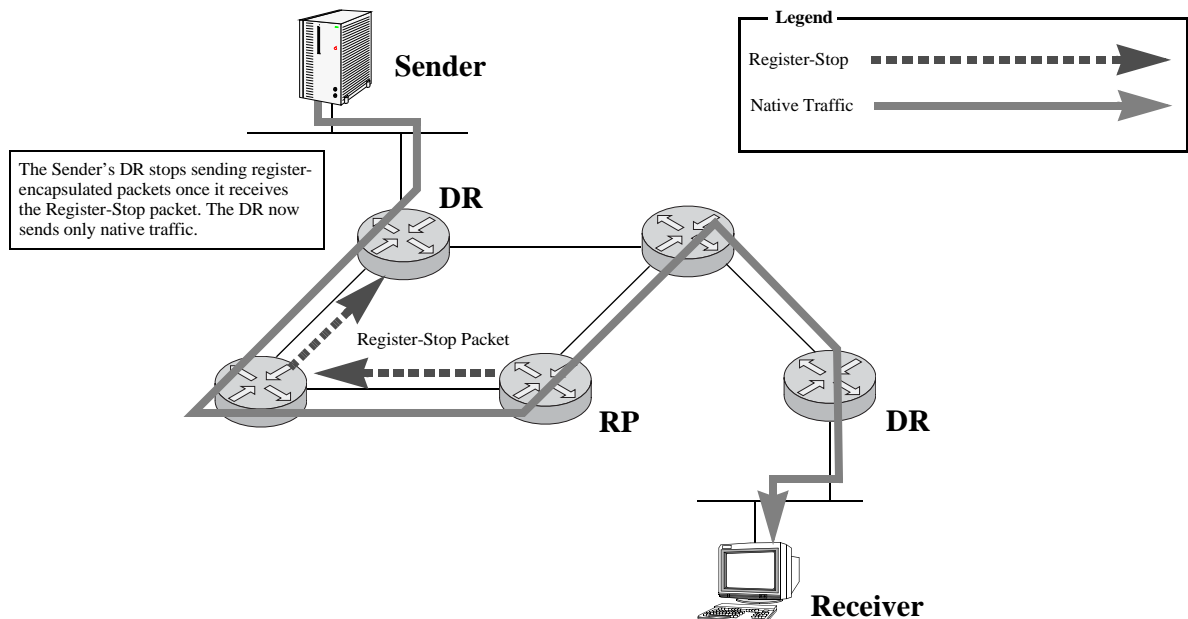 Legend
Register-Stop
Native Traffic
Sender
The Sender’s DR stops sending register-
encapsulated packets once it receives
the Register-Stop packet. The DR now
sends only native traffic.
DR
Register-Stop Packet
RP
DR
Receiver